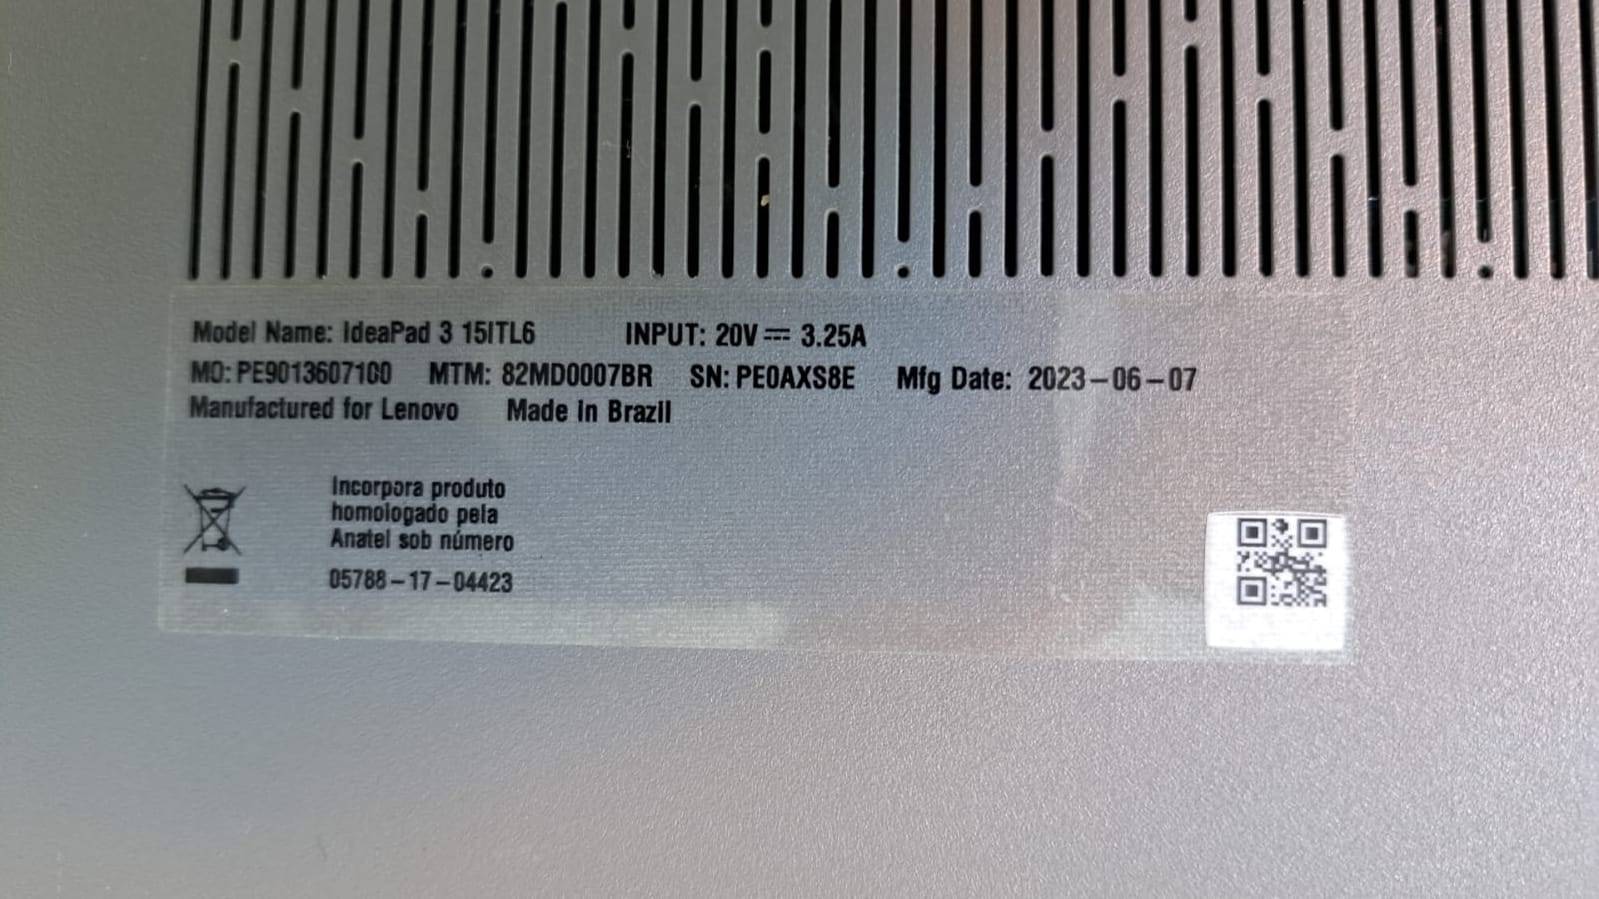 Model Name: IdeaPad 3 15ITL6 INPUT: 20V⎓ 3.25A
MO: PE9013607100 MTM: 82MD0007BR SN: PE0AXS8E Mfg Date: 2023-06-07
Manufactured for Lenovo Made in Brazil
Incorpora produto
homologado pela
Anatel sob número
05788-17-04423